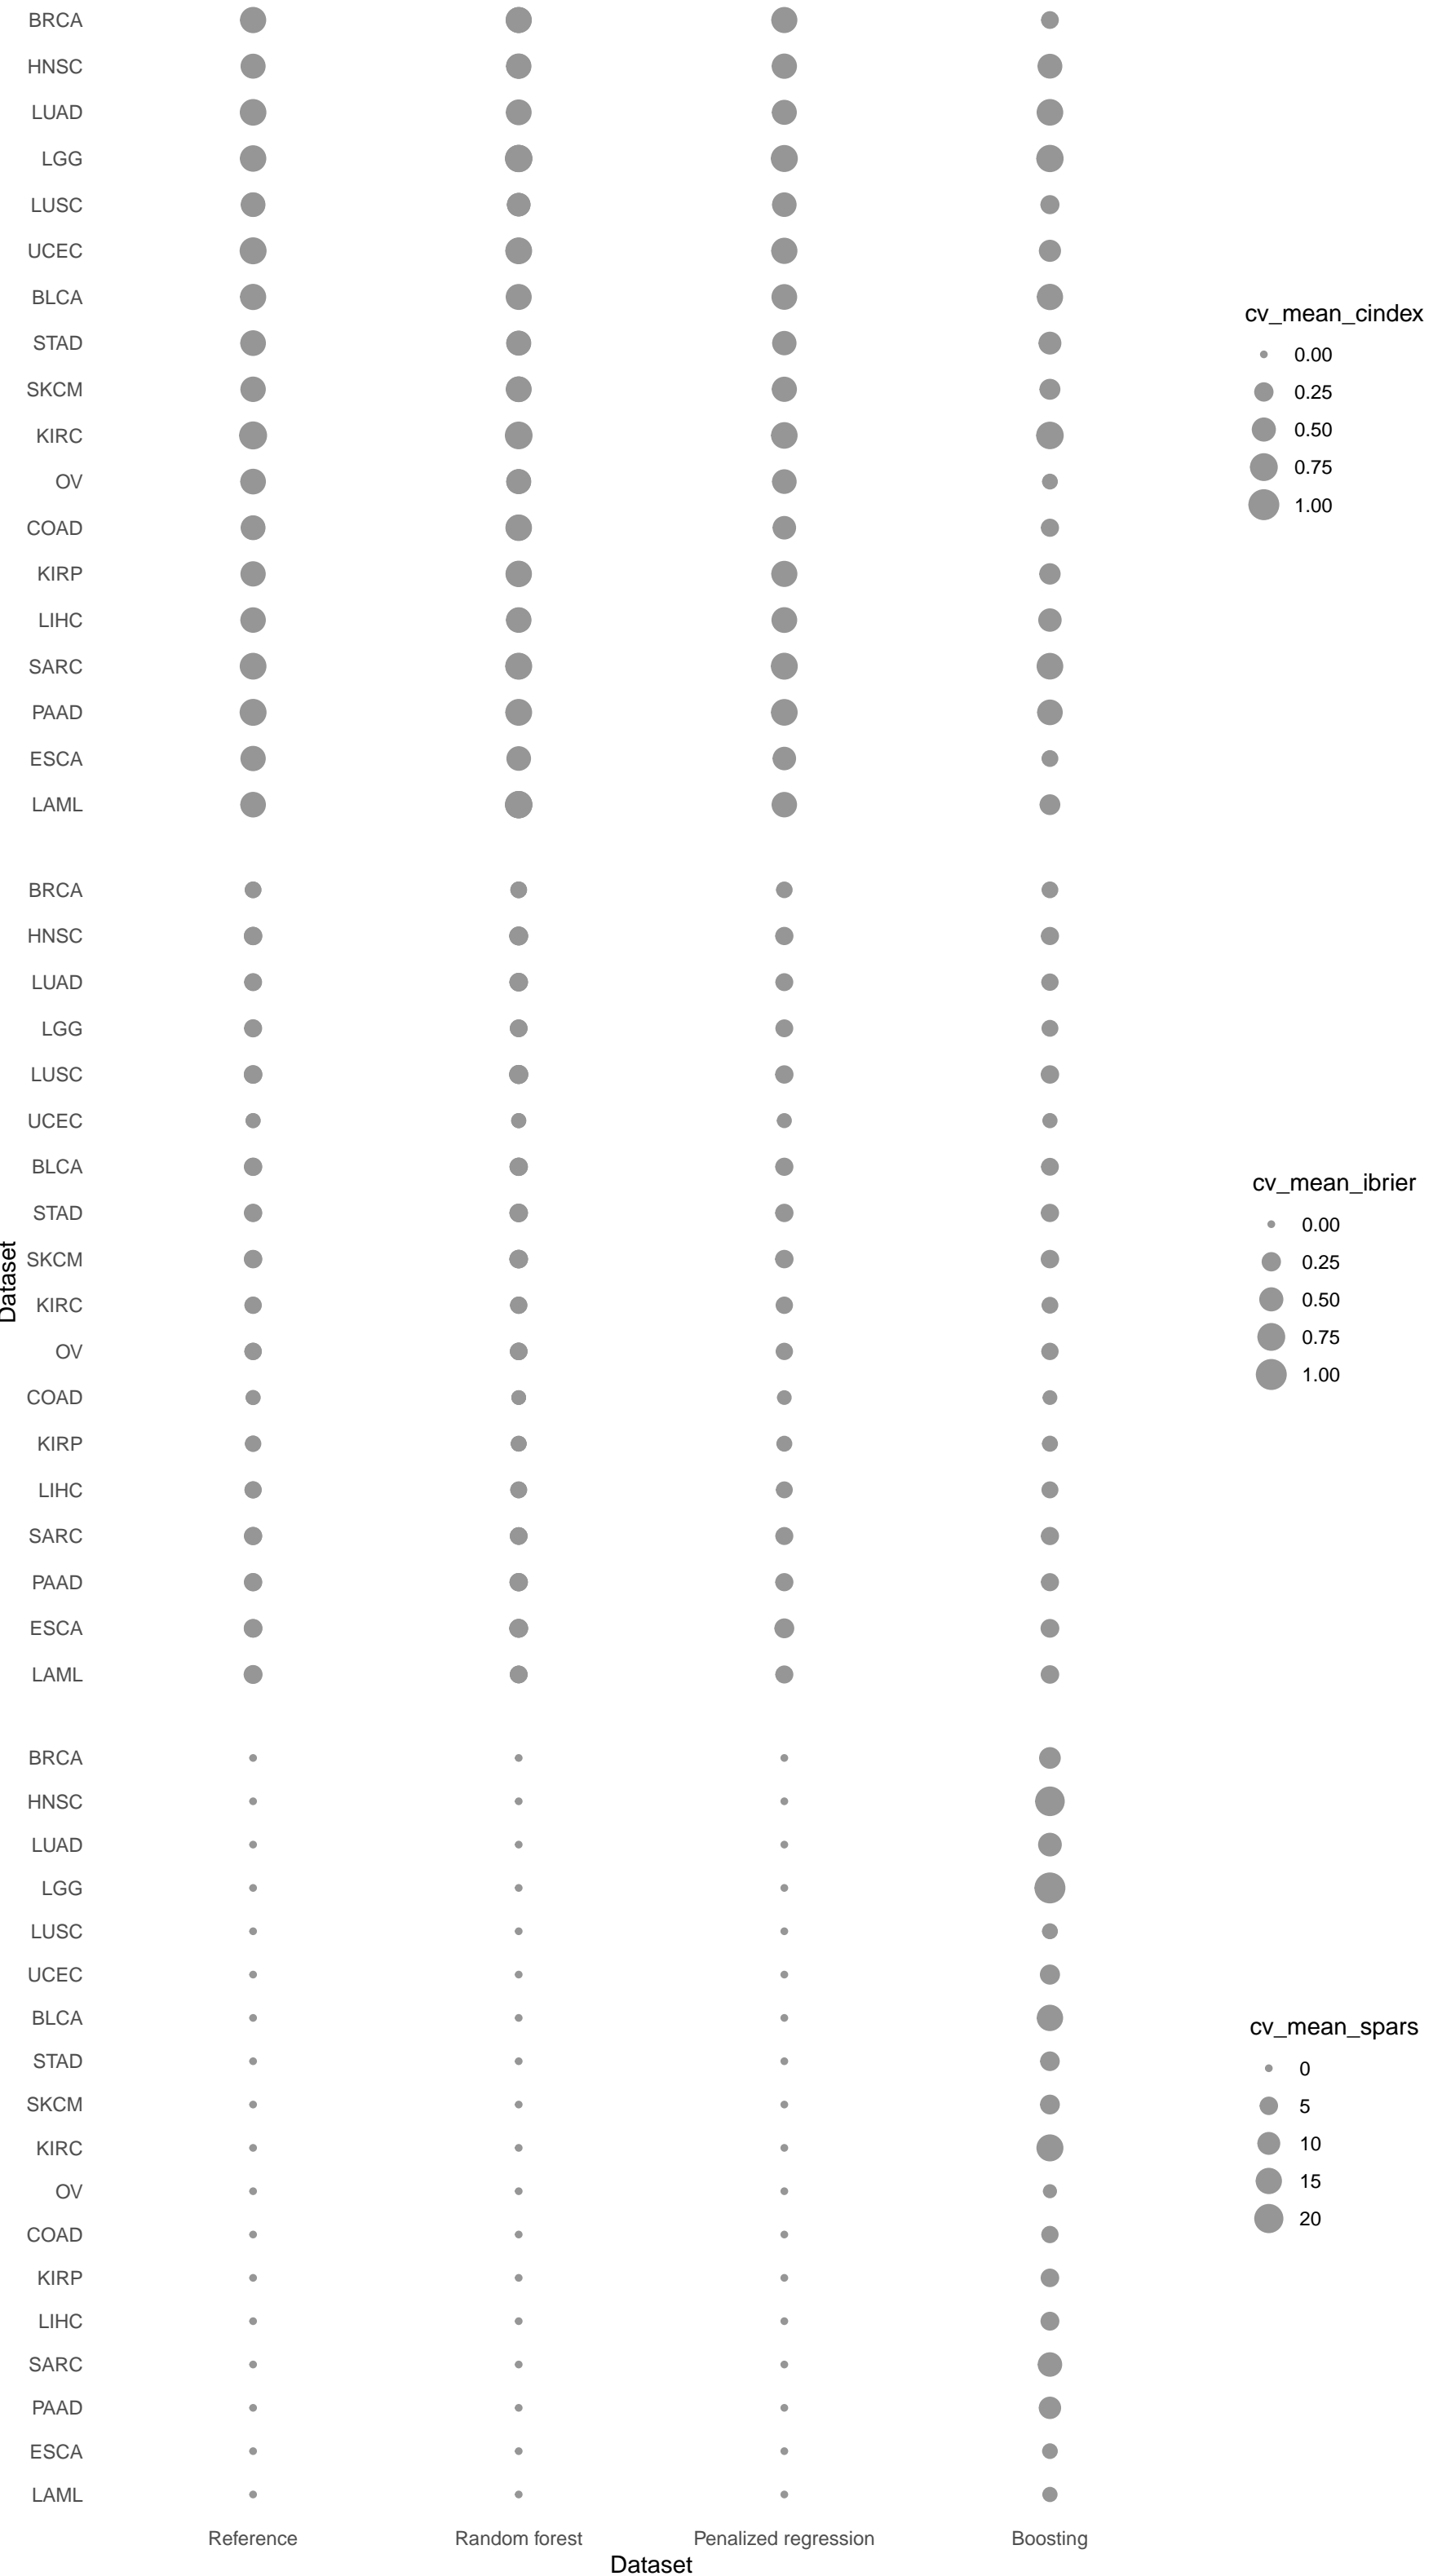 BRCA
HNSC
LUAD
LGG
LUSC
UCEC
BLCA
STAD
SKCM
KIRC
OV
COAD
KIRP
LIHC
SARC
PAAD
ESCA
LAML
cv_mean_cindex
0.00
0.25
0.50
0.75
1.00
BRCA
HNSC
LUAD
LGG
LUSC
UCEC
BLCA
STAD
SKCM
KIRC
OV
COAD
KIRP
LIHC
SARC
PAAD
ESCA
LAML
Dataset
cv_mean_ibrier
0.00
0.25
0.50
0.75
1.00
BRCA
HNSC
LUAD
LGG
LUSC
UCEC
BLCA
STAD
SKCM
KIRC
OV
COAD
KIRP
LIHC
SARC
PAAD
ESCA
LAML
cv_mean_spars
0
5
10
15
20
Reference Random forest Penalized regression Boosting
Dataset